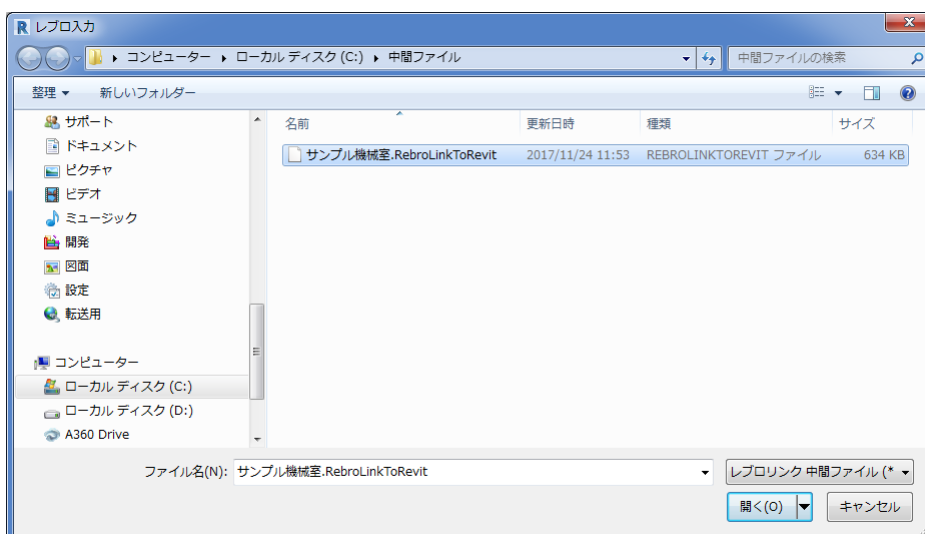 レブロ入力
コンピューター ▸ ローカル ディスク (C:) ▸ 中間ファイル
中間ファイルの検索
整理 ▼ 新しいフォルダー
サポート
ドキュメント
ピクチャ
ビデオ
ミュージック
開発
図面
設定
転送用
コンピューター
ローカル ディスク (C:)
ローカル ディスク (D:)
A360 Drive
名前 更新日時 種類 サイズ
サンプル機械室.RebroLinkToRevit 2017/11/24 11:53 REBROLINKTOREVIT ファイル 634 KB
ファイル名(N): サンプル機械室.RebroLinkToRevit
レブロリンク 中間ファイル (*
開く(O) キャンセル